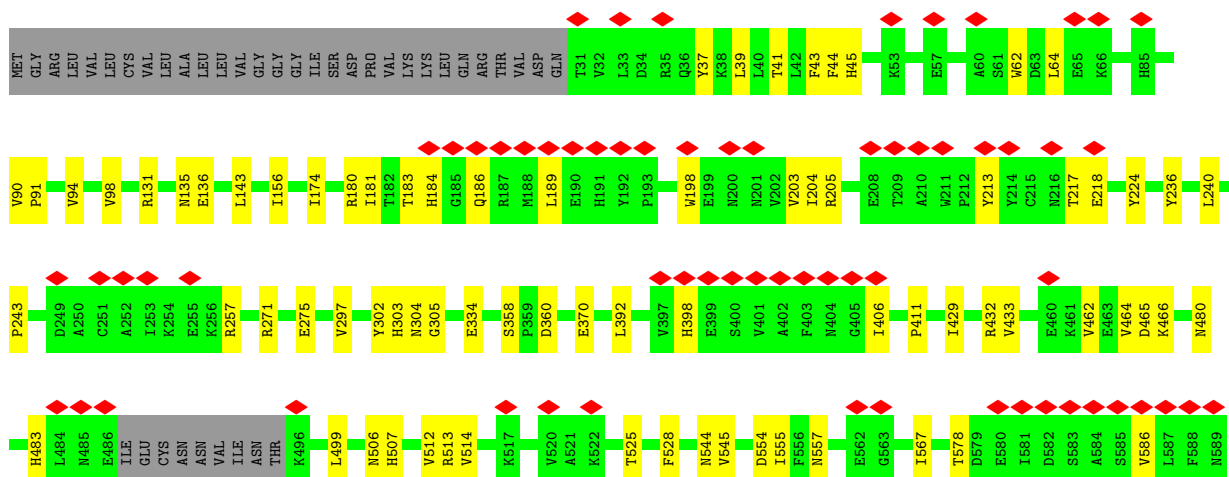 MET GLY ARG LEU VAL LEU CYS VAL LEU ALA LEU LEU VAL GLY GLY GLY ILE SER ASP PRO VAL LYS LYS LEU GLN ARG THR VAL ASP GLN T31 V32 L33 D34 R35 Q36 Y37 K38 L39 L40 T41 L42 F43 F44 H45 K53 E57 A60 S61 W62 D63 L64 E65 K66 H85
V90 P91 V94 V98 R131 N135 E136 L143 I156 I174 R180 I181 T182 T183 H184 G185 Q186 R187 M188 L189 E190 H191 Y192 P193 W198 E199 N200 N201 V202 V203 I204 R205 E208 T209 A210 W211 P212 Y213 Y214 C215 N216 T217 E218 Y224 Y236 L240
P243 D249 A250 C251 A252 I253 K254 E255 K256 R257 R271 E275 V297 Y302 H303 N304 G305 E334 S358 P359 D360 E370 L392 V397 H398 E399 S400 V401 A402 F403 N404 G405 I406 P411 I429 R432 V433 E460 K461 V462 E463 V464 D465 K466 N480
H483 L484 N485 E486 ILE GLU CYS ASN ASN VAL ILE ASN THR K496 L499 N506 H507 V512 R513 V514 K517 V520 A521 K522 T525 F528 N544 V545 D554 I555 F556 N557 E562 G563 I567 T578 D579 E580 I581 D582 S583 A584 S585 V586 L587 F588 N589